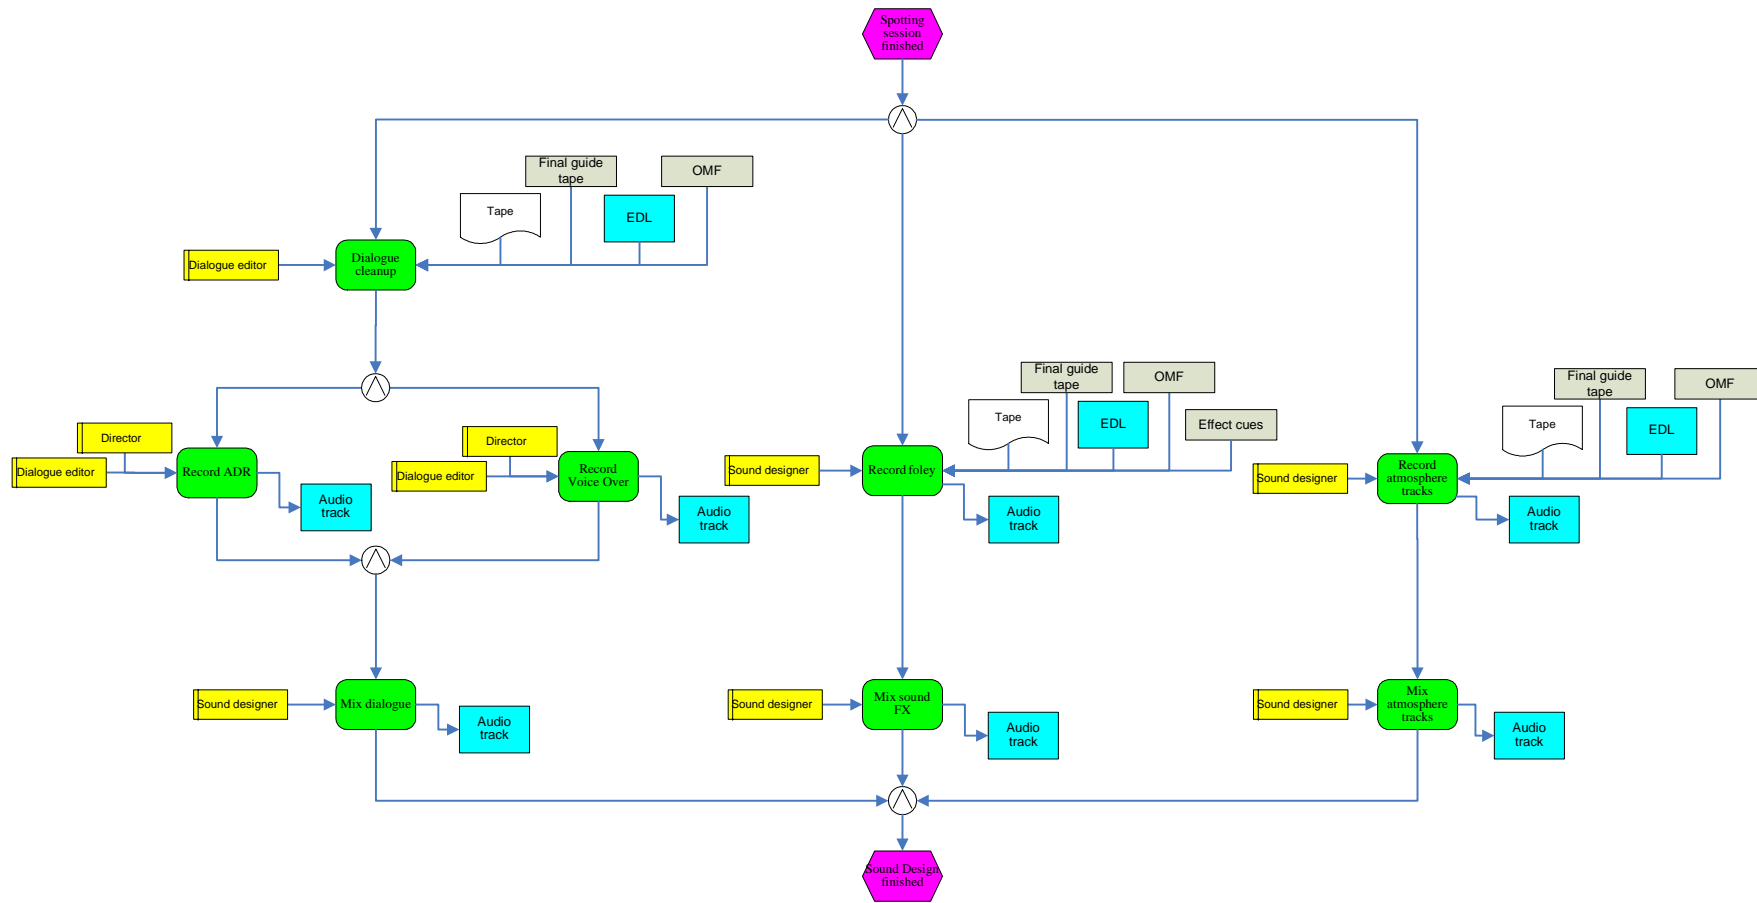 Spotting
session
finished
Final guide
tape
OMF
Tape
EDL
Dialogue editor
Dialogue
cleanup
Final guide
tape
OMF
Tape
EDL
Effect cues
Final guide
tape
OMF
Tape
EDL
Director
Dialogue editor
Record ADR
Audio
track
Director
Dialogue editor
Record
Voice Over
Audio
track
Sound designer
Record foley
Audio
track
Sound designer
Record
atmosphere
tracks
Audio
track
Sound designer
Mix dialogue
Audio
track
Sound designer
Mix sound
FX
Audio
track
Sound designer
Mix
atmosphere
tracks
Audio
track
Sound Design
finished